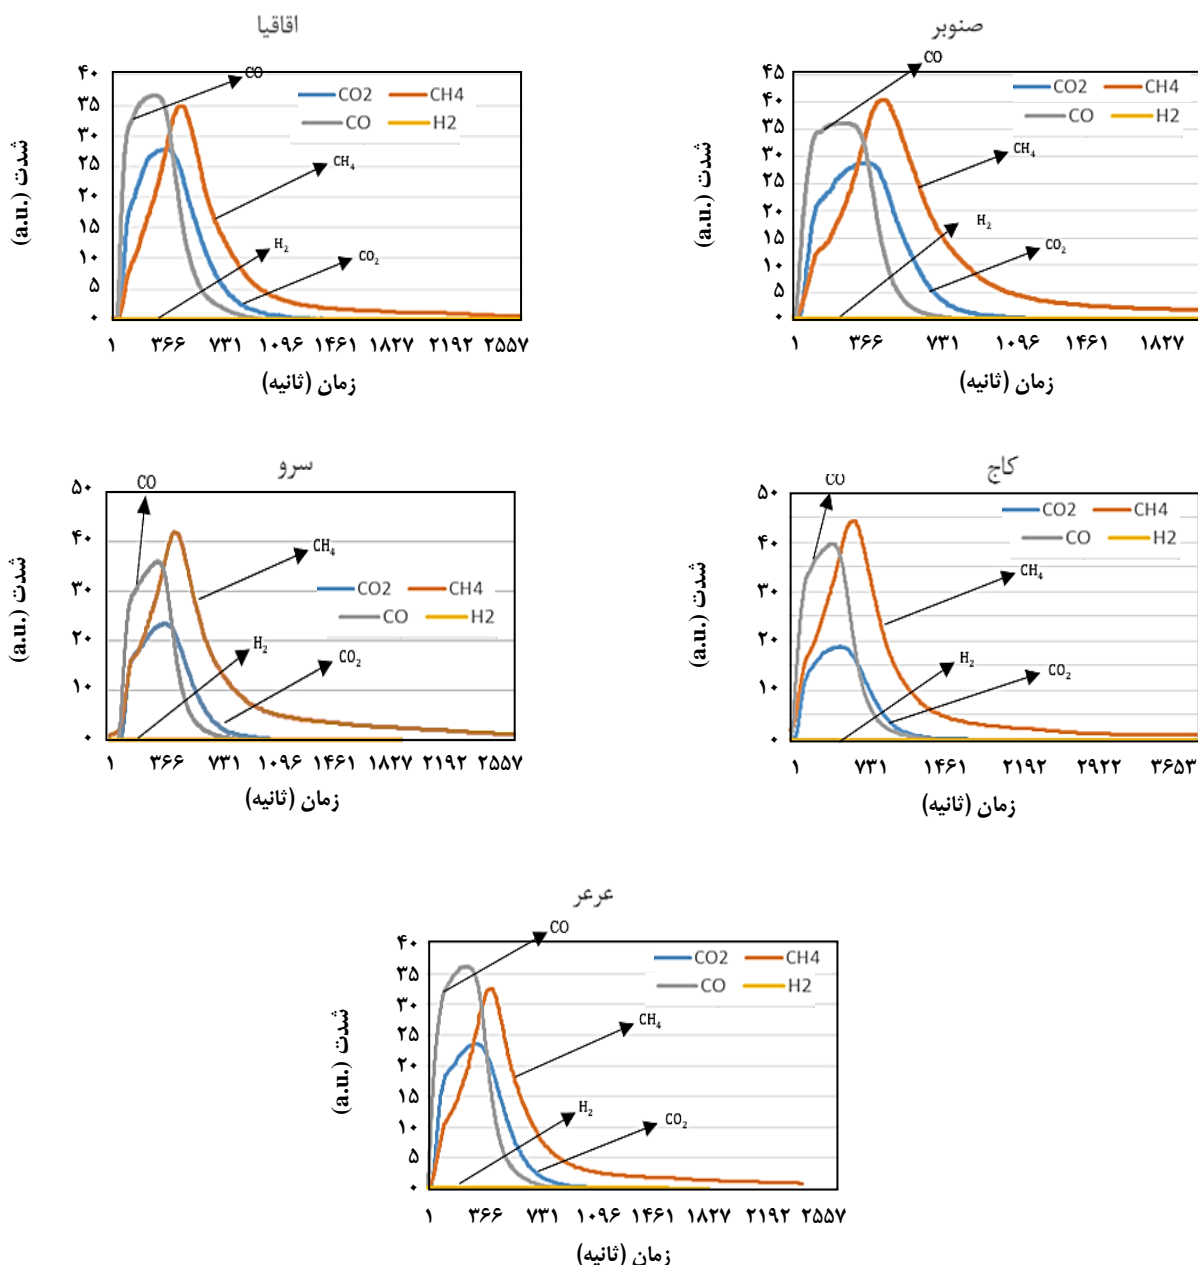 اقاقیا
شدت (a.u.)
۴۰
۳۵
۳۰
۲۵
۲۰
۱۵
۱۰
۵
۰
CO
CO2 CH4
CO H2
CH₄
H₂
CO₂
۱ ۳۶۶ ۷۳۱ ۱۰۹۶ ۱۴۶۱ ۱۸۲۷ ۲۱۹۲ ۲۵۵۷
زمان (ثانیه)
صنوبر
شدت (a.u.)
۴۵
۴۰
۳۵
۳۰
۲۵
۲۰
۱۵
۱۰
۵
۰
CO
CO2 CH4
CO H2
CH₄
H₂
CO₂
۱ ۳۶۶ ۷۳۱ ۱۰۹۶ ۱۴۶۱ ۱۸۲۷
زمان (ثانیه)
سرو
شدت (a.u.)
۵۰
۴۰
۳۰
۲۰
۱۰
۰
CO
CH₄
CO2 CH4
CO H2
H₂
CO₂
۱ ۳۶۶ ۷۳۱ ۱۰۹۶ ۱۴۶۱ ۱۸۲۷ ۲۱۹۲ ۲۵۵۷
زمان (ثانیه)
کاج
شدت (a.u.)
۵۰
۴۰
۳۰
۲۰
۱۰
۰
CO
CO2 CH4
CO H2
CH₄
H₂
CO₂
۱ ۷۳۱ ۱۴۶۱ ۲۱۹۲ ۲۹۲۲ ۳۶۵۳
زمان (ثانیه)
عرعر
شدت (a.u.)
۴۰
۳۵
۳۰
۲۵
۲۰
۱۵
۱۰
۵
۰
CO
CO2 CH4
CO H2
CH₄
H₂
CO₂
۱ ۳۶۶ ۷۳۱ ۱۰۹۶ ۱۴۶۱ ۱۸۲۷ ۲۱۹۲ ۲۵۵۷
زمان (ثانیه)